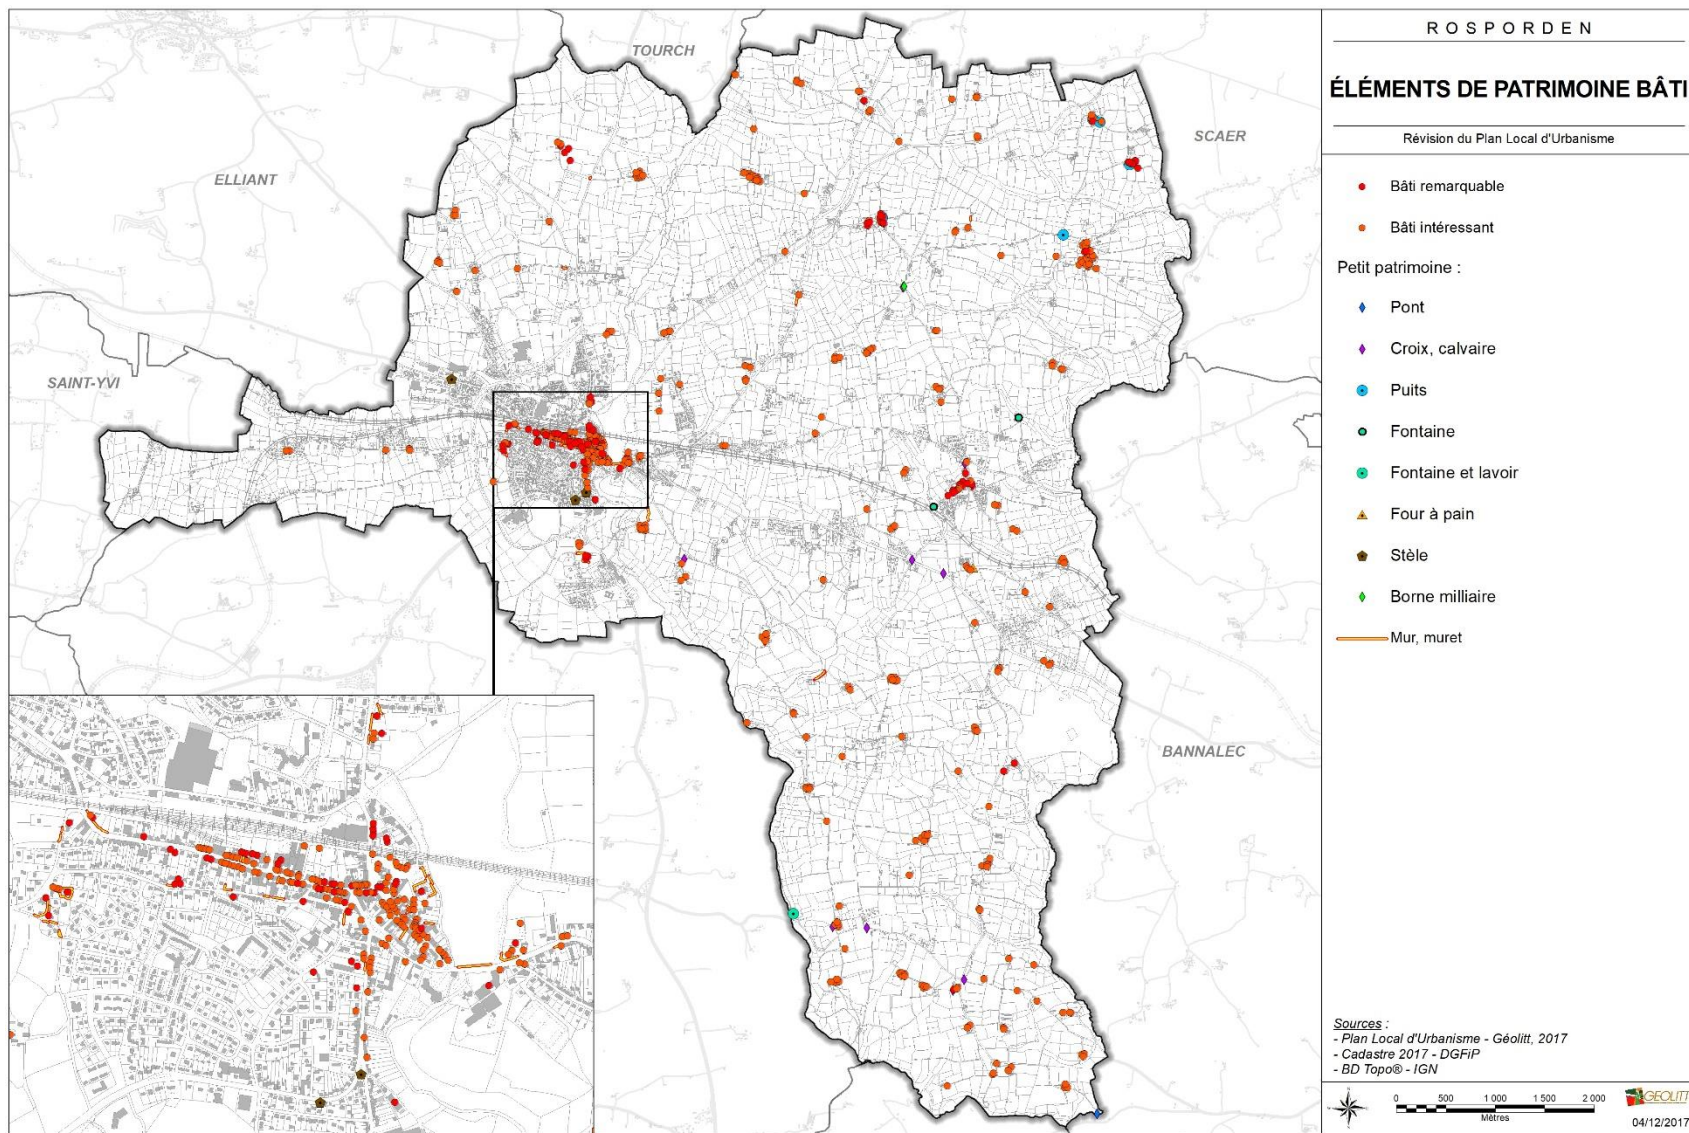 TOURCH
SCAER
ELLIANT
SAINT-YVI
BANNALEC
ROSPORDEN
ÉLÉMENTS DE PATRIMOINE BÂTI
Révision du Plan Local d'Urbanisme
Bâti remarquable
Bâti intéressant
Petit patrimoine :
Pont
Croix, calvaire
Puits
Fontaine
Fontaine et lavoir
Four à pain
Stèle
Borne milliaire
Mur, muret
Sources :
- Plan Local d'Urbanisme - Géolitt, 2017
- Cadastre 2017 - DGFiP
- BD Topo® - IGN
0 500 1 000 1 500 2 000
Mètres
GEOLITT
04/12/2017